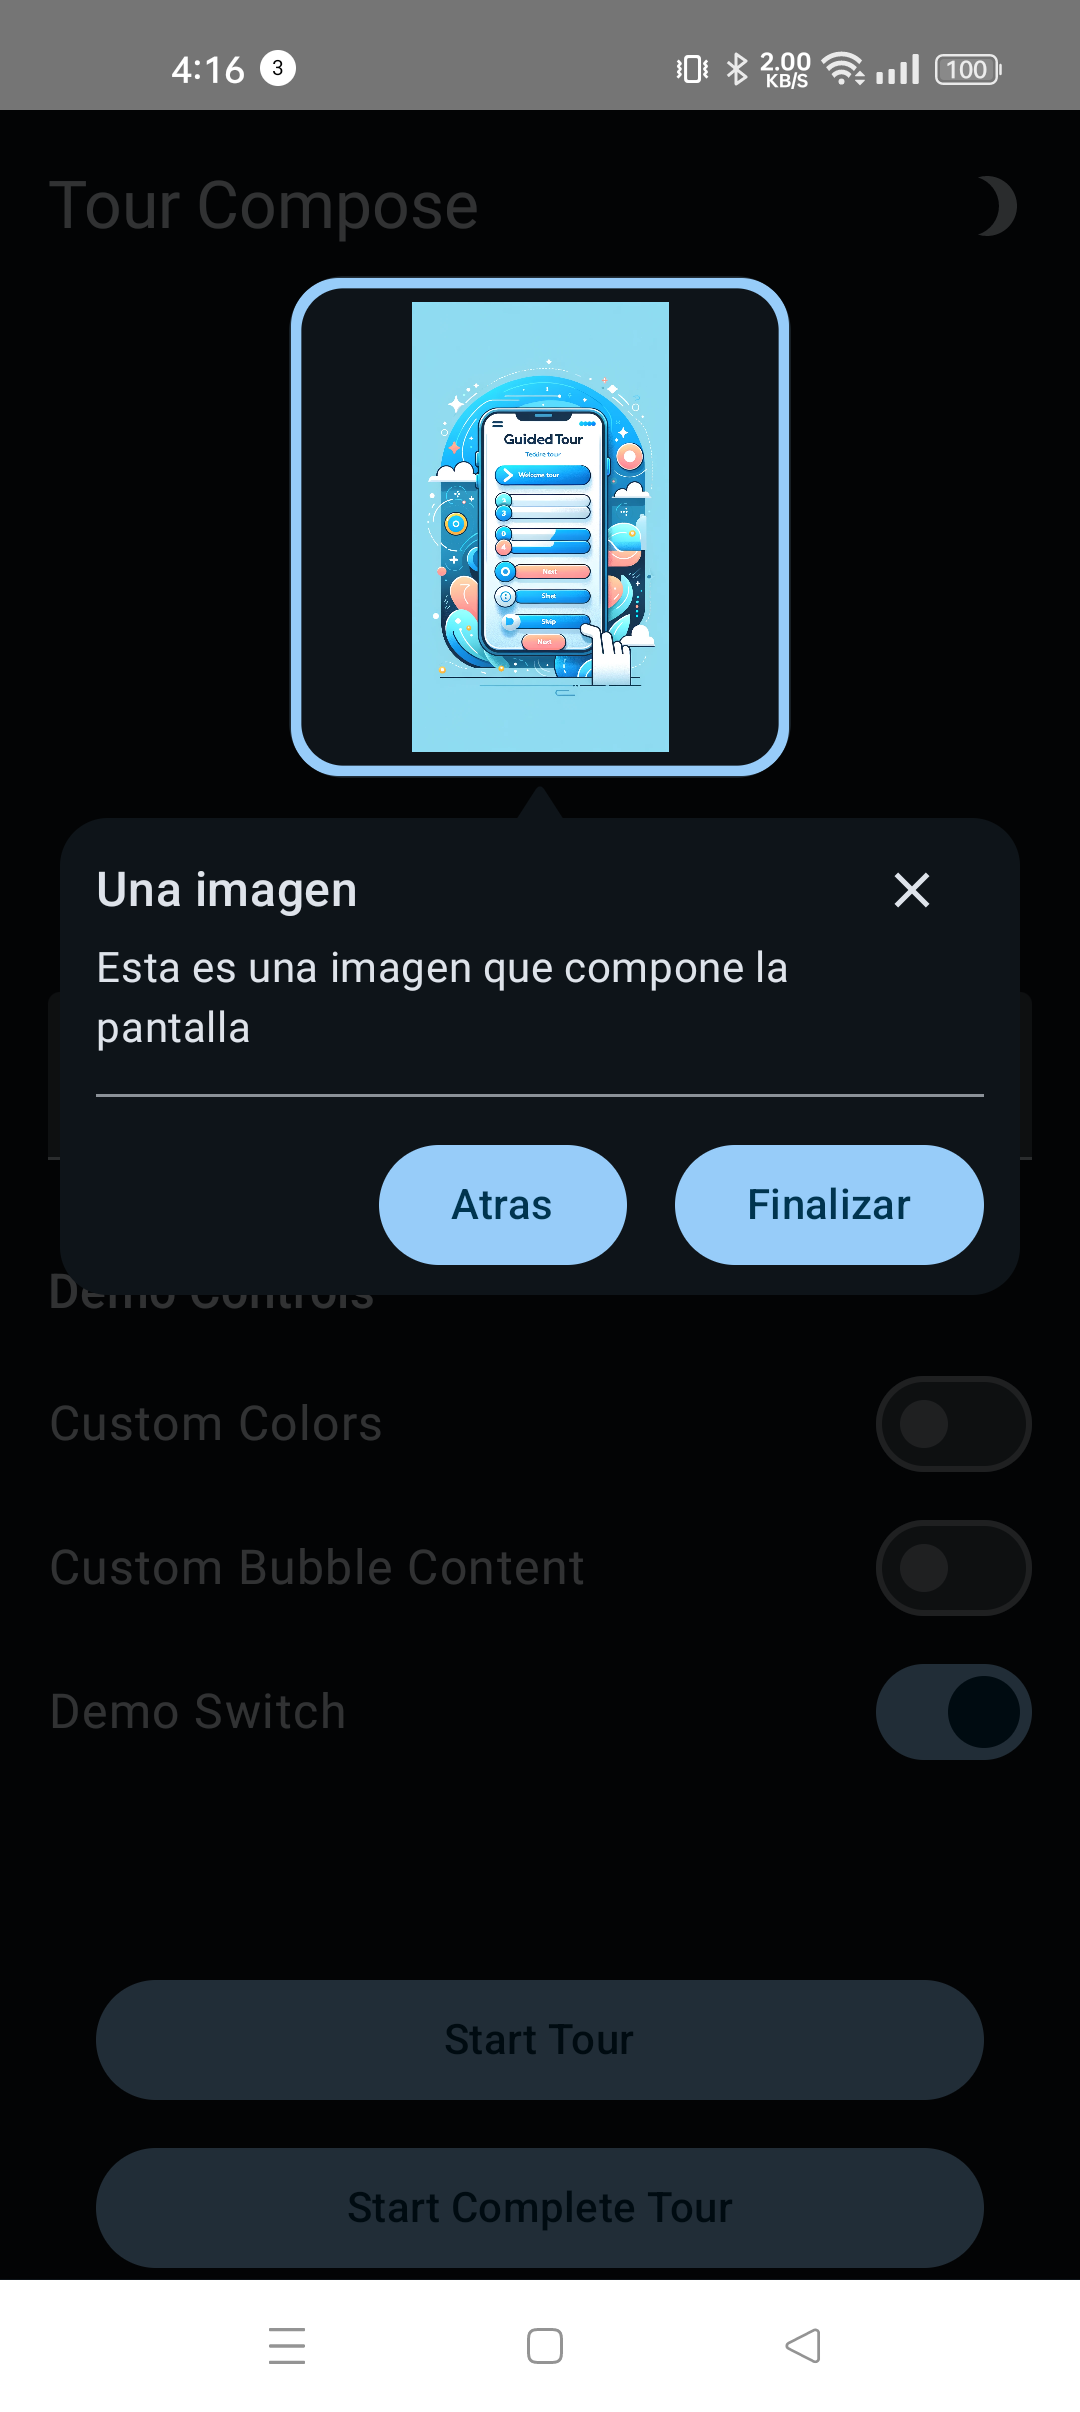 4:16 3 2.00 KB/S 100
Tour Compose
Guided Tour
Welcome tour
3
Next
Start
Skip
Next
Una imagen
Esta es una imagen que compone la
pantalla
Atras Finalizar
Demo Controls
Custom Colors
Custom Bubble Content
Demo Switch
Start Tour
Start Complete Tour